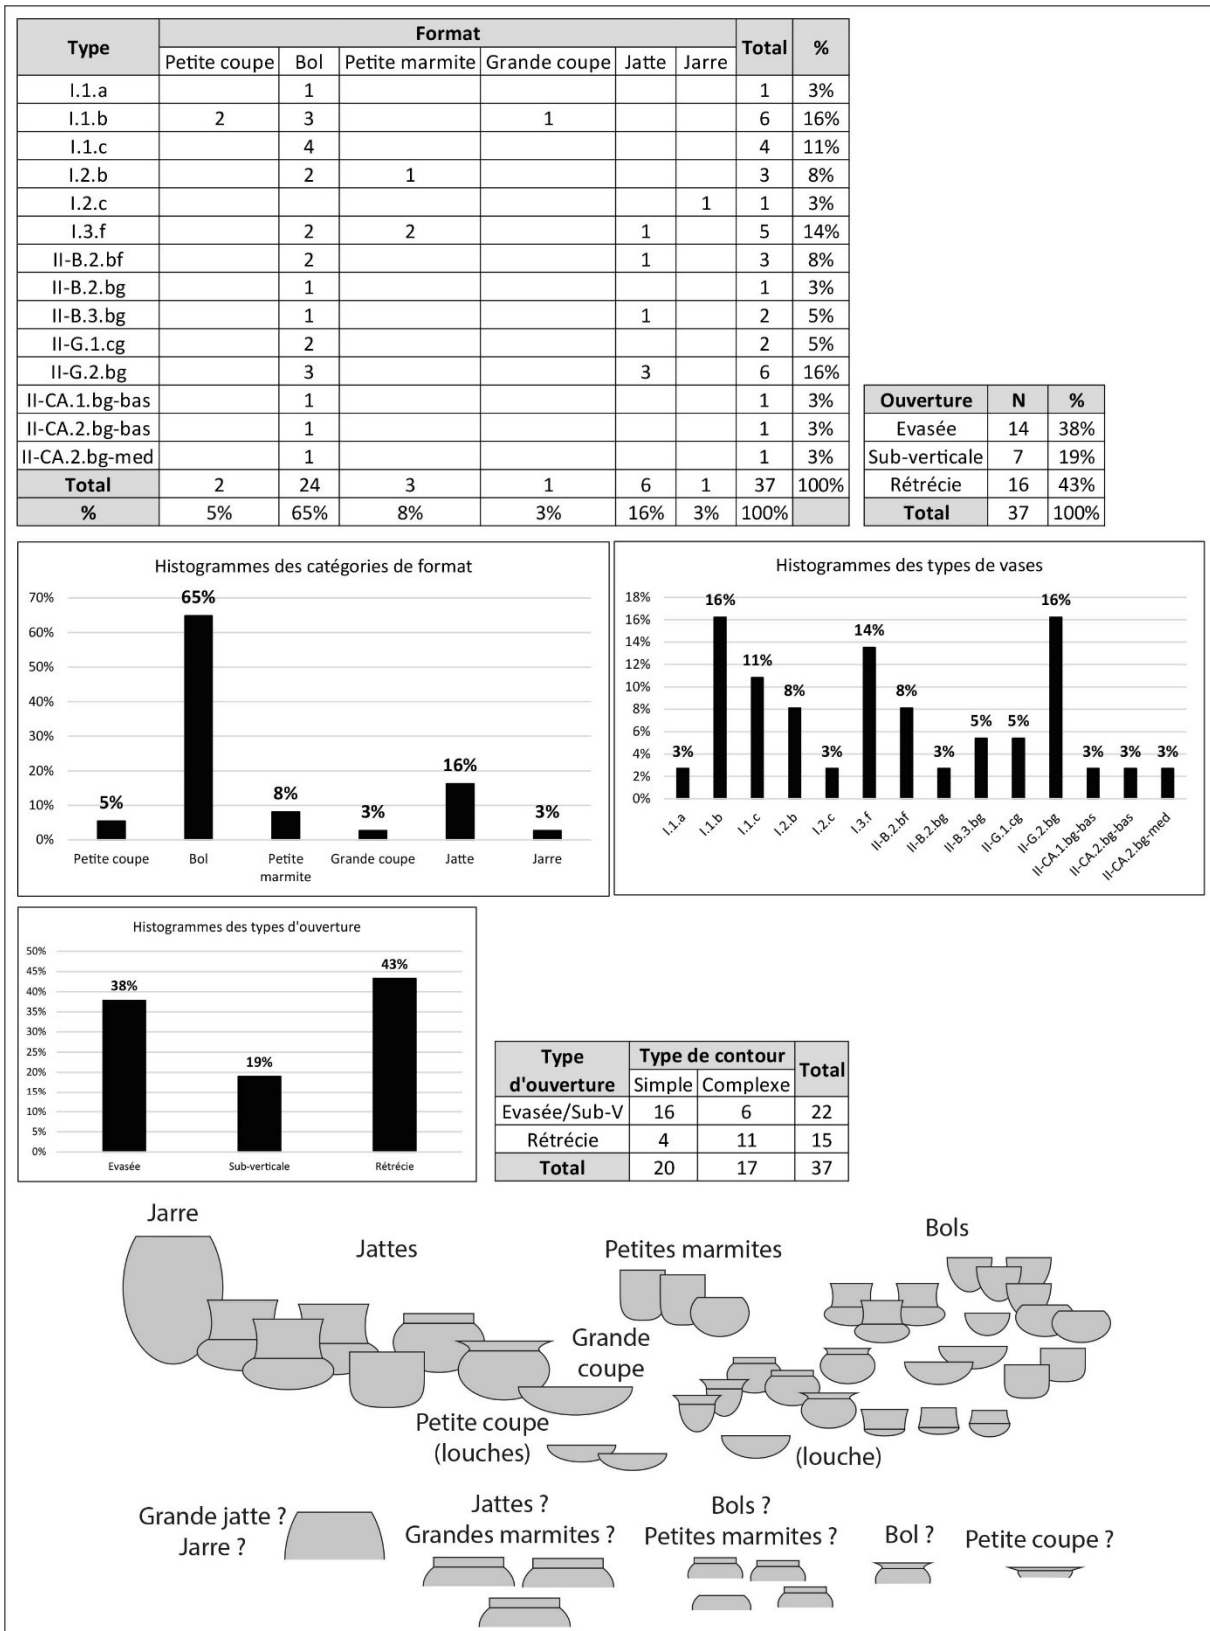 Type Format Total %
Petite coupe Bol Petite marmite Grande coupe Jatte Jarre
I.1.a 1 1 3%
I.1.b 2 3 1 6 16%
I.1.c 4 4 11%
I.2.b 2 1 3 8%
I.2.c 1 1 3%
I.3.f 2 2 1 5 14%
II-B.2.bf 2 1 3 8%
II-B.2.bg 1 1 3%
II-B.3.bg 1 1 2 5%
II-G.1.cg 2 2 5%
II-G.2.bg 3 3 6 16%
II-CA.1.bg-bas 1 1 3%
II-CA.2.bg-bas 1 1 3%
II-CA.2.bg-med 1 1 3%
Total 2 24 3 1 6 1 37 100%
% 5% 65% 8% 3% 16% 3% 100%
Ouverture N %
Evasée 14 38%
Sub-verticale 7 19%
Rétrécie 16 43%
Total 37 100%
Histogrammes des catégories de format
70%
60%
50%
40%
30%
20%
10%
0%
5% 65% 8% 3% 16% 3%
Petite coupe Bol Petite marmite Grande coupe Jatte Jarre
Histogrammes des types de vases
18%
16%
14%
12%
10%
8%
6%
4%
2%
0%
3% 16% 11% 8% 3% 14% 8% 3% 5% 5% 16% 3% 3% 3%
I.1.a I.1.b I.1.c I.2.b I.2.c I.3.f II-B.2.bf II-B.2.bg II-B.3.bg II-G.1.cg II-G.2.bg II-CA.1.bg-bas II-CA.2.bg-bas II-CA.2.bg-med
Histogrammes des types d'ouverture
50%
45%
40%
35%
30%
25%
20%
15%
10%
5%
0%
38% 19% 43%
Evasée Sub-verticale Rétrécie
Type d'ouverture Type de contour Total
Simple Complexe
Evasée/Sub-V 16 6 22
Rétrécie 4 11 15
Total 20 17 37
Jarre
Jattes
Petites marmites
Bols
Grande
coupe
Petite coupe
(louches)
(louche)
Grande jatte ?
Jarre ?
Jattes ?
Grandes marmites ?
Bols ?
Petites marmites ?
Bol ?
Petite coupe ?